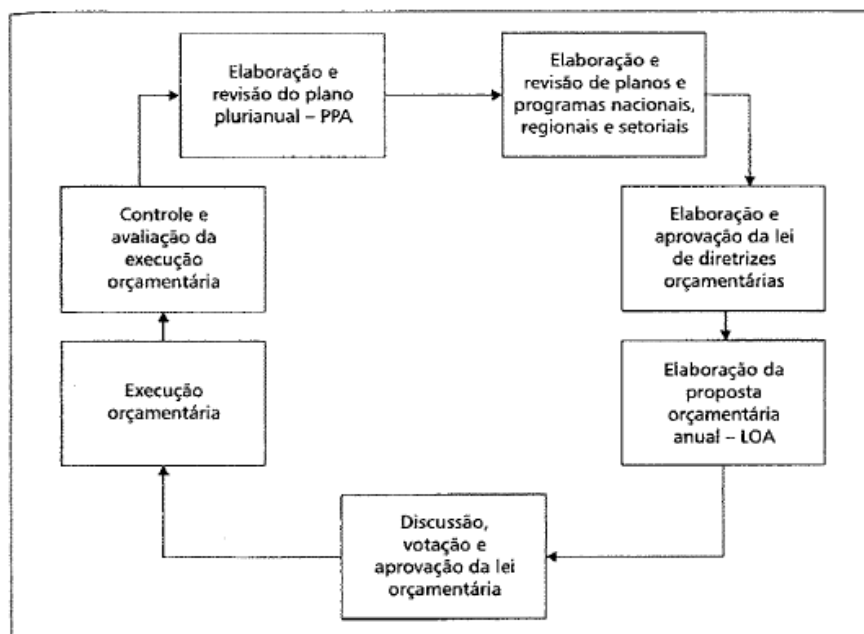 Elaboração e
revisão do plano
plurianual – PPA
Elaboração e
revisão de planos e
programas nacionais,
regionais e setoriais
Elaboração e
aprovação da lei
de diretrizes
orçamentárias
Elaboração da
proposta
orçamentária
anual – LOA
Discussão,
votação e
aprovação da lei
orçamentária
Execução
orçamentária
Controle e
avaliação da
execução
orçamentária